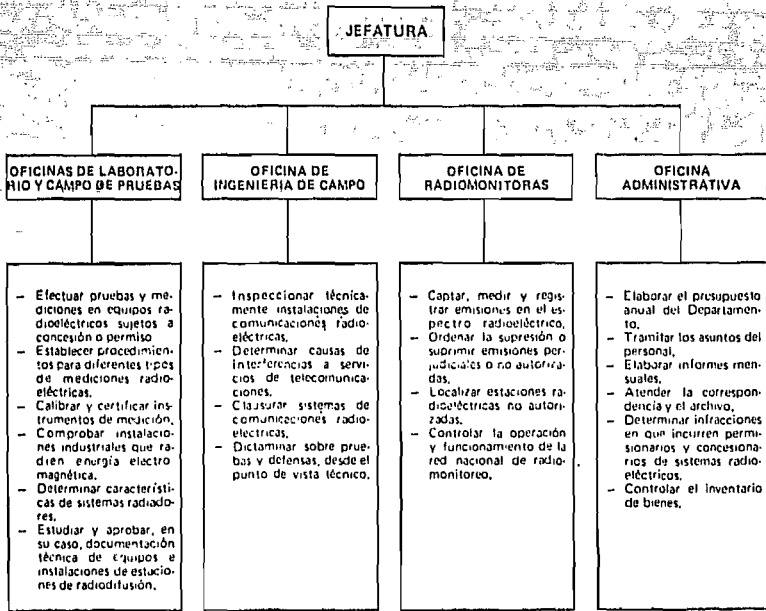 JEFATURA
OFICINAS DE LABORATO-
RIO Y CAMPO DE PRUEBAS
OFICINA DE
INGENIERIA DE CAMPO
OFICINA DE
RADIOMONITORAS
OFICINA
ADMINISTRATIVA
– Efectuar pruebas y me-
diciones en equipos ra-
dioeléctricos sujetos a
concesión o permiso
– Establecer procedimien-
tos para diferentes tipos
de mediciones radio-
eléctricas.
– Calibrar y certificar ins-
trumentos de medición.
– Comprobar instalacio-
nes industriales que ra-
dien energía electro
magnética.
– Determinar característi-
cas de sistemas radiado-
res.
– Estudiar y aprobar, en
su caso, documentación
técnica de equipos e
instalaciones de estacio-
nes de radiodifusión.
– Inspeccionar técnica-
mente instalaciones de
comunicaciones radio-
eléctricas.
– Determinar causas de
interferencias a servi-
cios de telecomunica-
ciones.
– Clausurar sistemas de
comunicaciones radio-
electricas.
– Dictaminar sobre prue-
bas y defensas, desde el
punto de vista técnico.
– Captar, medir y regis-
trar emisiones en el es-
pectro radioeléctrico.
– Ordenar la supresión o
suprimir emisiones per-
judiciales o no autoriza-
das.
– Localizar estaciones ra-
dioeléctricas no autori-
zadas.
– Controlar la operación
y funcionamiento de la
red nacional de radio-
monitoreo.
– Elaborar el presupuesto
anual del Departamen-
to.
– Tramitar los asuntos del
personal.
– Elaborar informes men-
suales.
– Atender la correspon-
dencia y el archivo.
– Determinar infracciones
en que incurren permi-
sionarios y concesiona-
rios de sistemas radio-
eléctricos.
– Controlar el inventario
de bienes.